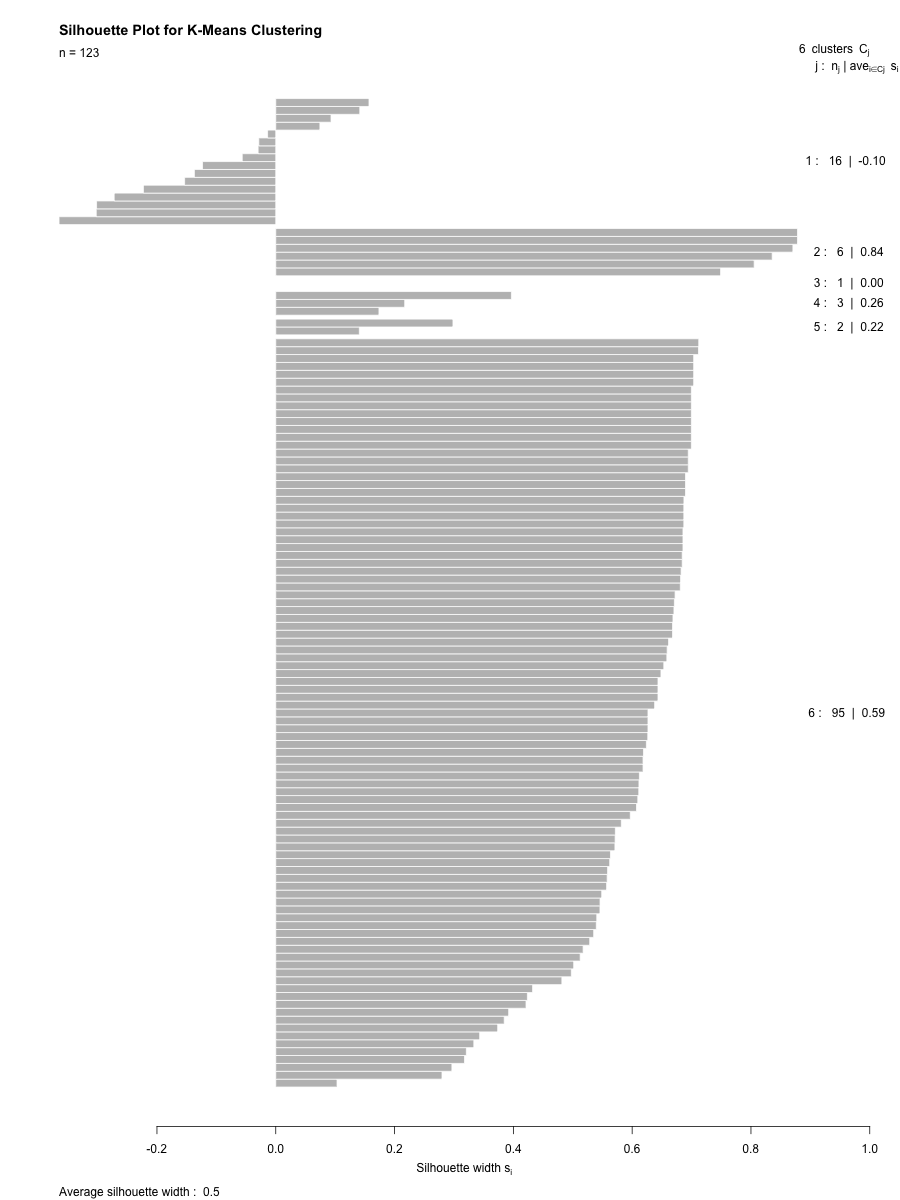 Silhouette Plot for K-Means Clustering
n = 123
6 clusters Cj
j : nj | avei∈Cj si
1 : 16 | -0.10
2 : 6 | 0.84
3 : 1 | 0.00
4 : 3 | 0.26
5 : 2 | 0.22
6 : 95 | 0.59
-0.2 0.0 0.2 0.4 0.6 0.8 1.0
Silhouette width si
Average silhouette width : 0.5